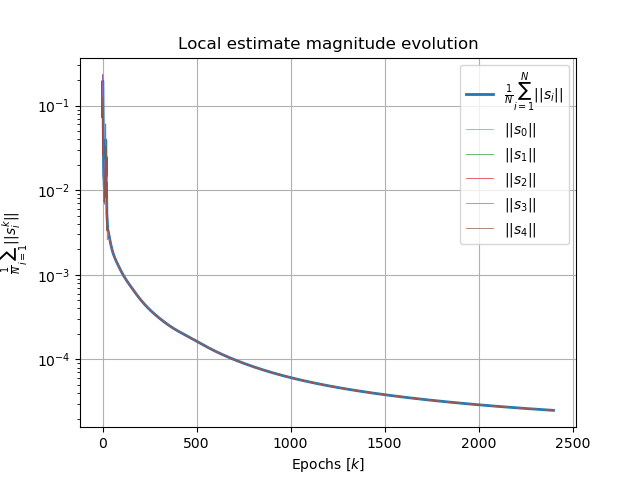 Local estimate magnitude evolution
$\frac{1}{N}\sum_{i=1}^{N}||s_i||$
$||s_0||$
$||s_1||$
$||s_2||$
$||s_3||$
$||s_4||$
$\frac{1}{N}\sum_{i=1}||s_i^k||$
10⁻¹
10⁻²
10⁻³
10⁻⁴
0 500 1000 1500 2000 2500
Epochs [k]